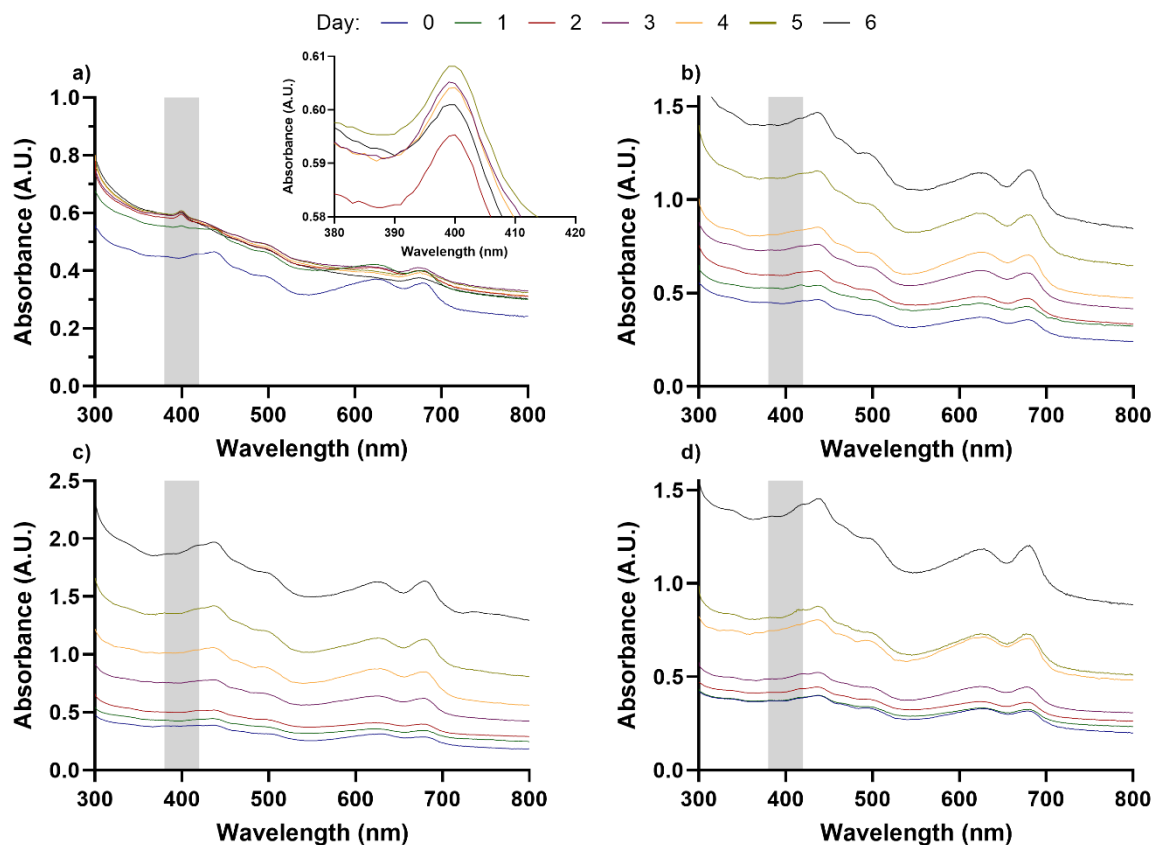 Day: 0 1 2 3 4 5 6
a)
Absorbance (A.U.)
1.0
0.8
0.6
0.4
0.2
0.0
300 400 500 600 700 800
Wavelength (nm)
Absorbance (A.U.)
0.61
0.60
0.59
0.58
380 390 400 410 420
Wavelength (nm)
b)
Absorbance (A.U.)
1.5
1.0
0.5
0.0
300 400 500 600 700 800
Wavelength (nm)
c)
Absorbance (A.U.)
2.5
2.0
1.5
1.0
0.5
0.0
300 400 500 600 700 800
Wavelength (nm)
d)
Absorbance (A.U.)
1.5
1.0
0.5
0.0
300 400 500 600 700 800
Wavelength (nm)